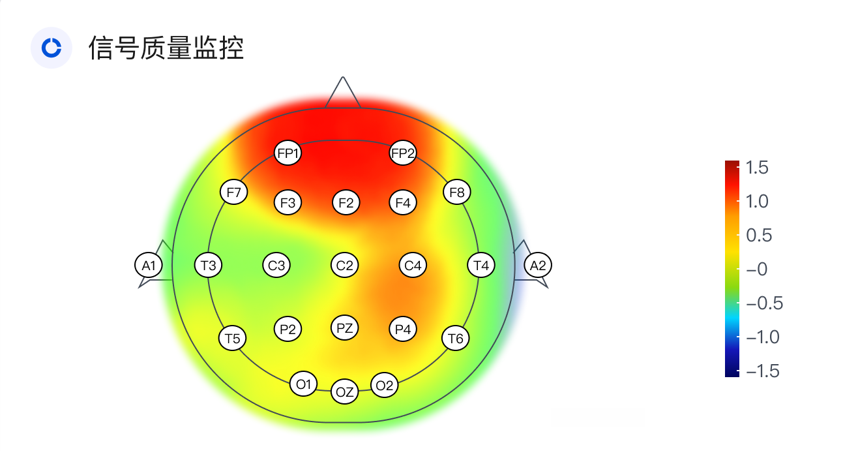 信号质量监控
FP1 FP2
F7 F3 F2 F4 F8
A1 T3 C3 C2 C4 T4 A2
T5 P2 PZ P4 T6
O1 OZ O2
1.5
1.0
0.5
−0
−0.5
−1.0
−1.5